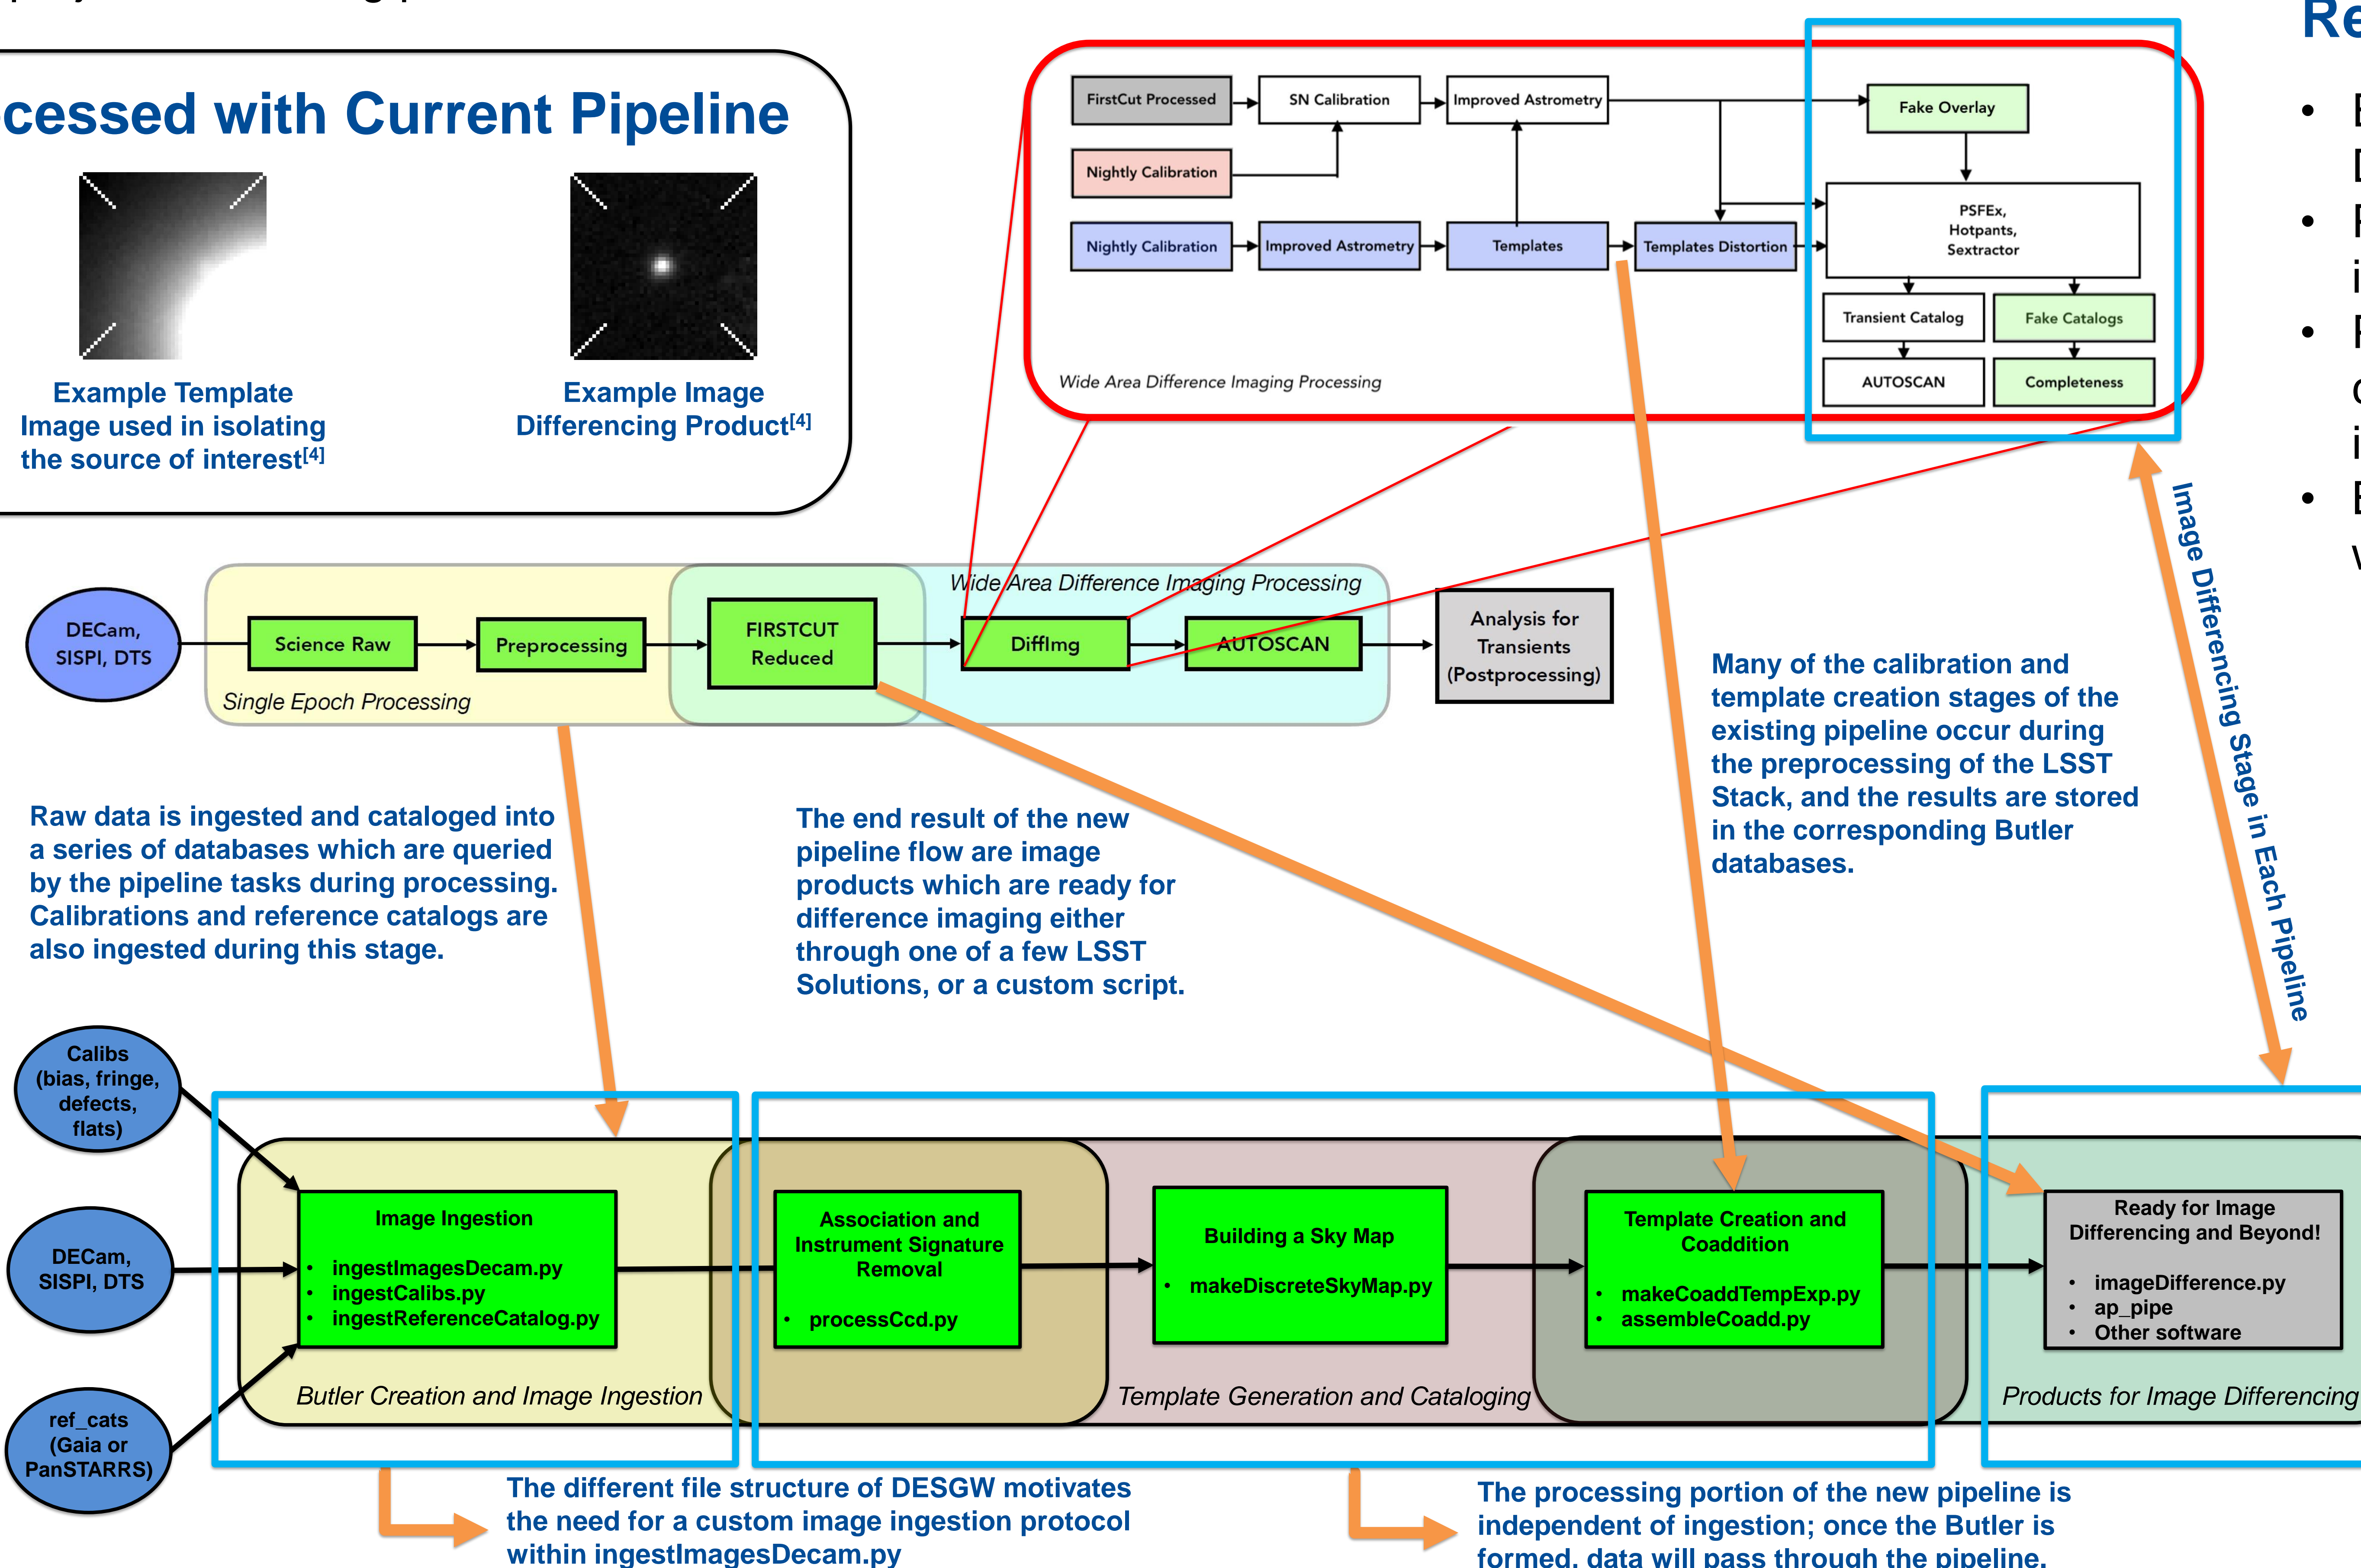 cessed with Current Pipeline
Example Template
Image used in isolating
the source of interest[4]
Example Image
Differencing Product[4]
FirstCut Processed
SN Calibration
Improved Astrometry
Fake Overlay
Nightly Calibration
Nightly Calibration
Improved Astrometry
Templates
Templates Distortion
PSFEx,
Hotpants,
Sextractor
Transient Catalog
Fake Catalogs
AUTOSCAN
Completeness
Wide Area Difference Imaging Processing
Re
Image Differencing Stage in Each Pipeline
DECam,
SISPI, DTS
Science Raw
Preprocessing
FIRSTCUT
Reduced
Single Epoch Processing
Wide Area Difference Imaging Processing
DiffImg
AUTOSCAN
Analysis for
Transients
(Postprocessing)
Raw data is ingested and cataloged into
a series of databases which are queried
by the pipeline tasks during processing.
Calibrations and reference catalogs are
also ingested during this stage.
The end result of the new
pipeline flow are image
products which are ready for
difference imaging either
through one of a few LSST
Solutions, or a custom script.
Many of the calibration and
template creation stages of the
existing pipeline occur during
the preprocessing of the LSST
Stack, and the results are stored
in the corresponding Butler
databases.
Calibs
(bias, fringe,
defects,
flats)
DECam,
SISPI, DTS
ref_cats
(Gaia or
PanSTARRS)
Image Ingestion
• ingestImagesDecam.py
• ingestCalibs.py
• ingestReferenceCatalog.py
Butler Creation and Image Ingestion
Association and
Instrument Signature
Removal
• processCcd.py
Building a Sky Map
• makeDiscreteSkyMap.py
Template Generation and Cataloging
Template Creation and
Coaddition
• makeCoaddTempExp.py
• assembleCoadd.py
Ready for Image
Differencing and Beyond!
• imageDifference.py
• ap_pipe
• Other software
Products for Image Differencing
The different file structure of DESGW motivates
the need for a custom image ingestion protocol
within ingestImagesDecam.py
The processing portion of the new pipeline is
independent of ingestion; once the Butler is
formed, data will pass through the pipeline.